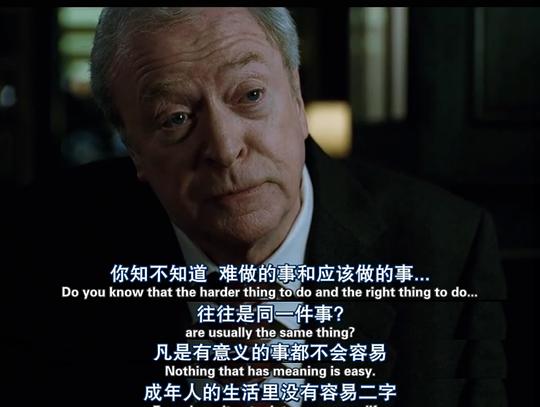 你知不知道 难做的事和应该做的事...
Do you know that the harder thing to do and the right thing to do...
往往是同一件事?
are usually the same thing?
凡是有意义的事都不会容易
Nothing that has meaning is easy.
成年人的生活里没有容易二字